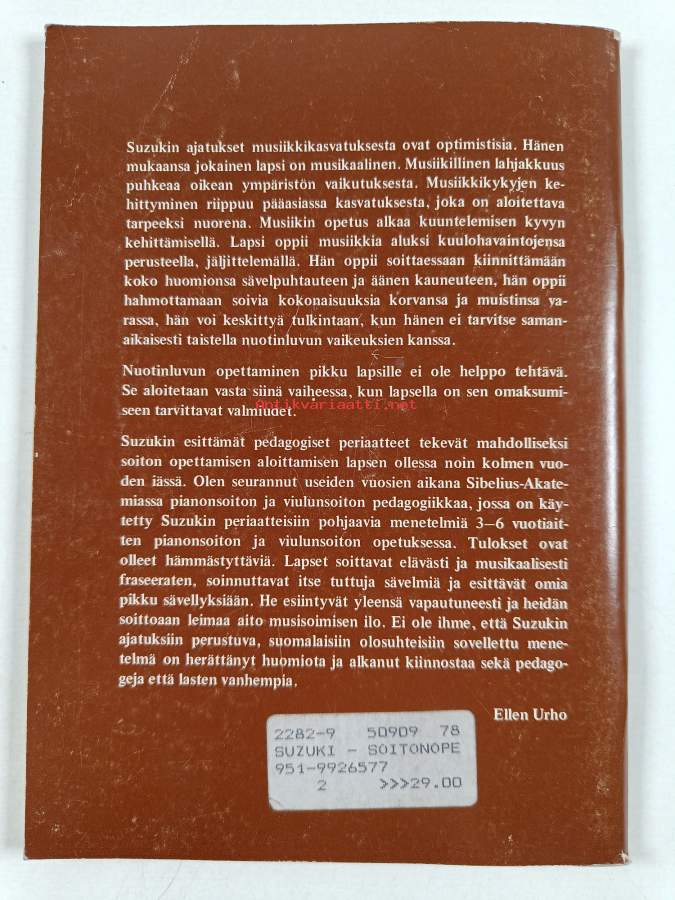 Suzukin ajatukset musiikkikasvatuksesta ovat optimistisia. Hänen
mukaansa jokainen lapsi on musikaalinen. Musiikillinen lahjakkuus
puhkeaa oikean ympäristön vaikutuksesta. Musiikkikykyjen ke-
hittyminen riippuu pääasiassa kasvatuksesta, joka on aloitettava
tarpeeksi nuorena. Musiikin opetus alkaa kuuntelemisen kyvyn
kehittämisellä. Lapsi oppii musiikkia aluksi kuulohavaintojensa
perusteella, jäljittelemällä. Hän oppii soittaessaan kiinnittämään
koko huomionsa sävelpuhtauteen ja äänen kauneuteen, hän oppii
hahmottamaan soivia kokonaisuuksia korvansa ja muistinsa va-
rassa, hän voi keskittyä tulkintaan, kun hänen ei tarvitse saman-
aikaisesti taistella nuotinluvun vaikeuksien kanssa.
Nuotinluvun opettaminen pikku lapsille ei ole helppo tehtävä.
Se aloitetaan vasta siinä vaiheessa, kun lapsella on sen omaksumi-
Antikvariaatti.net
seen tarvittavat valmiudet.
Suzukin esittämät pedagogiset periaatteet tekevät mahdolliseksi
soiton opettamisen aloittamisen lapsen ollessa noin kolmen vuo-
den iässä. Olen seurannut useiden vuosien aikana Sibelius-Akate-
miassa pianonsoiton ja viulunsoiton pedagogiikkaa, jossa on käy-
tetty Suzukin periaatteisiin pohjaavia menetelmiä 3–6 vuotiait-
ten pianonsoiton ja viulunsoiton opetuksessa. Tulokset ovat
olleet hämmästyttäviä. Lapset soittavat elävästi ja musikaalisesti
fraseeraten, soinnuttavat itse tuttuja sävelmiä ja esittävät omia
pikku sävellyksiään. He esiintyvät yleensä vapautuneesti ja heidän
soittoaan leimaa aito musisoimisen ilo. Ei ole ihme, että Suzukin
ajatuksiin perustuva, suomalaisiin olosuhteisiin sovellettu mene-
telmä on herättänyt huomiota ja alkanut kiinnostaa sekä pedago-
geja että lasten vanhempia.
Ellen Urho
2282-9 50909 78
SUZUKI - SOITONOPE
951-9926577
2 >>>29.00